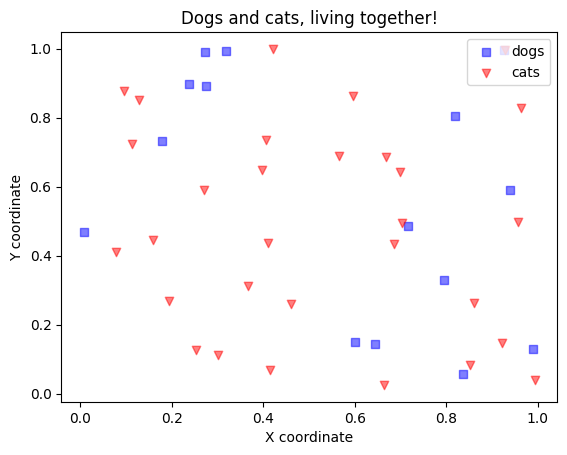 Dogs and cats, living together!
dogs
cats
1.0
0.8
0.6
0.4
0.2
0.0
Y coordinate
0.0 0.2 0.4 0.6 0.8 1.0
X coordinate